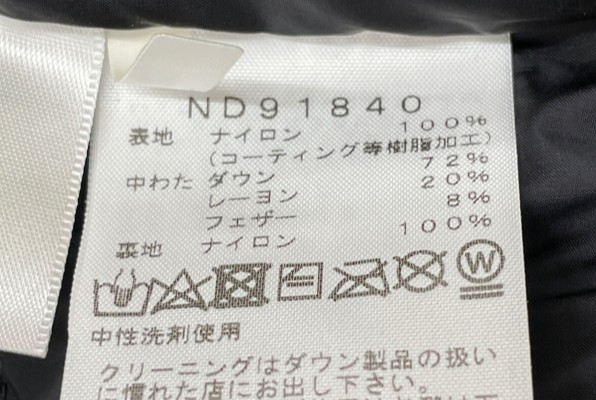 ND91840
表地 ナイロン 100%
(コーティング等樹脂加工)
中わた ダウン 72%
レーヨン 20%
フェザー 8%
裏地 ナイロン 100%
W
中性洗剤使用
クリーニングはダウン製品の扱い
に慣れた店にお出し下さい。